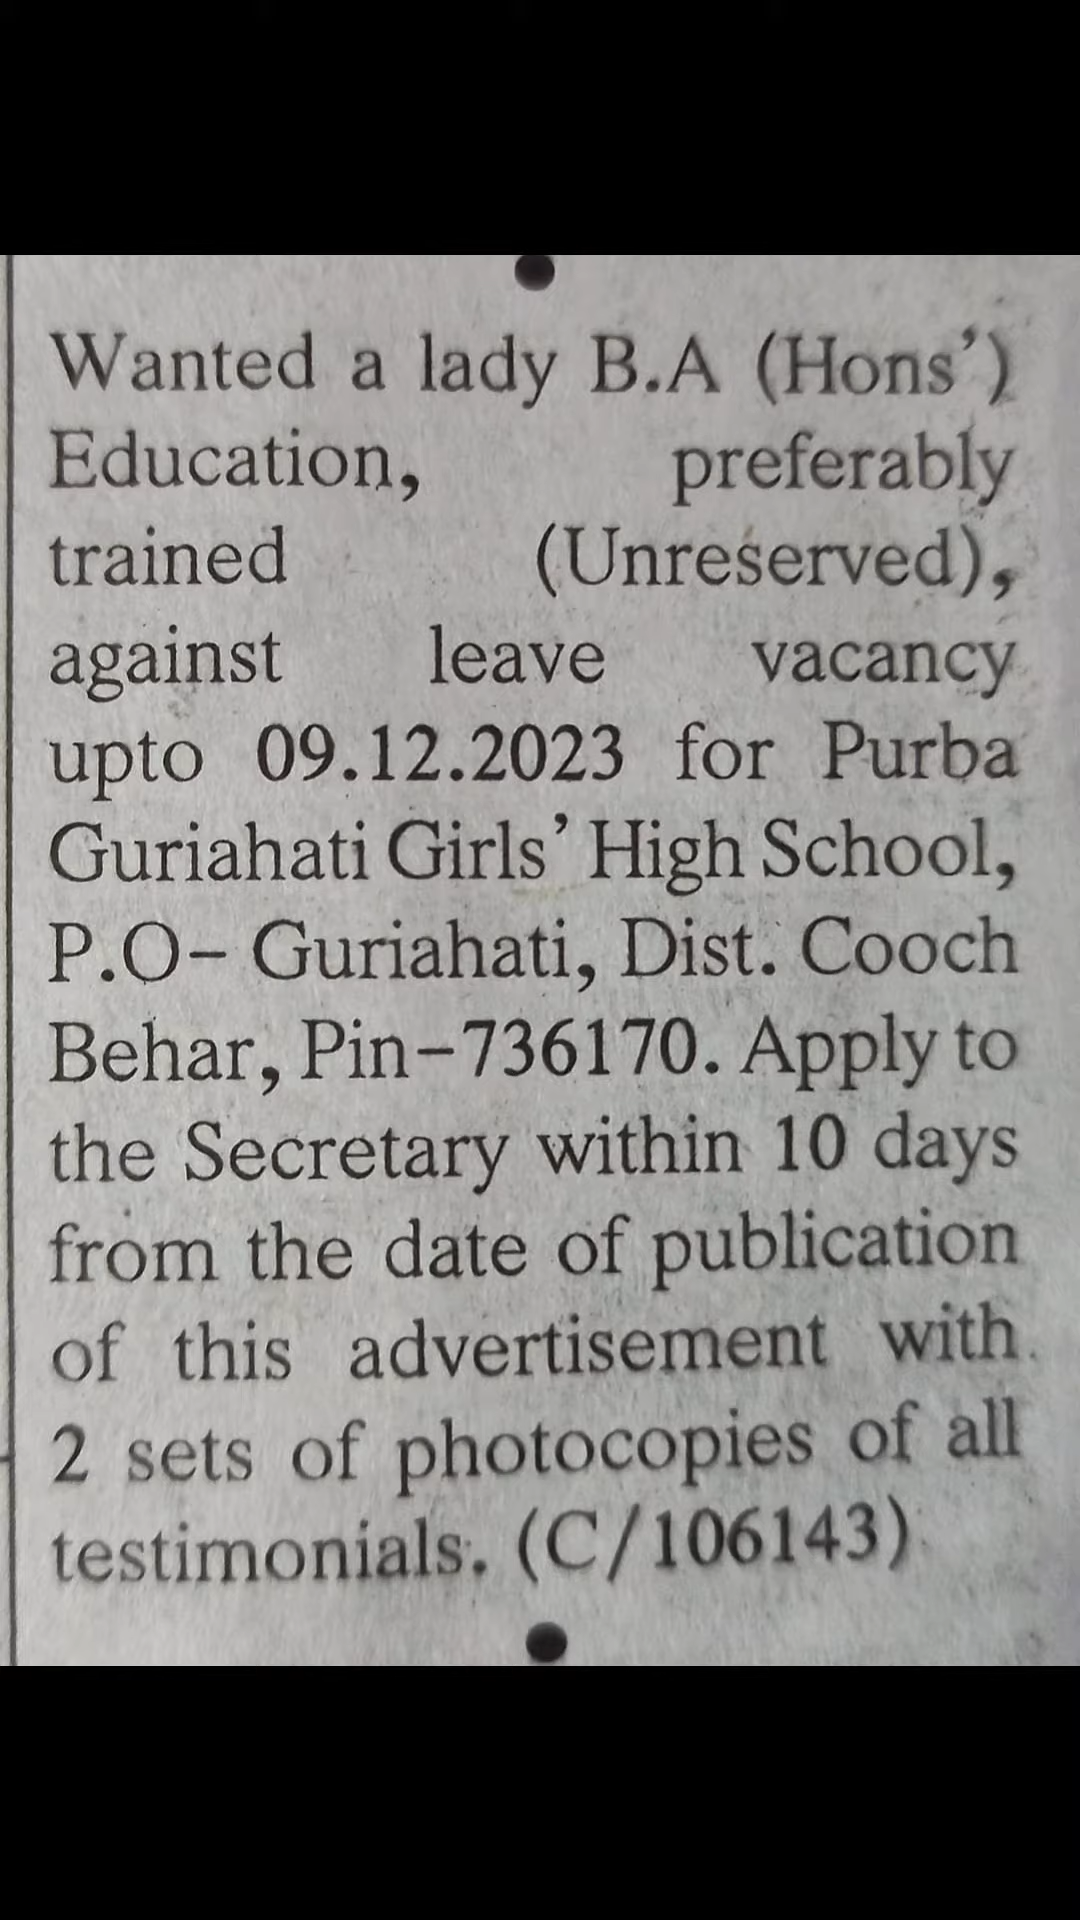 Wanted a lady B.A (Hons’)
Education, preferably
trained (Unreserved),
against leave vacancy
upto 09.12.2023 for Purba
Guriahati Girls’ High School,
P.O– Guriahati, Dist. Cooch
Behar, Pin–736170. Apply to
the Secretary within 10 days
from the date of publication
of this advertisement with
2 sets of photocopies of all
testimonials. (C/106143)